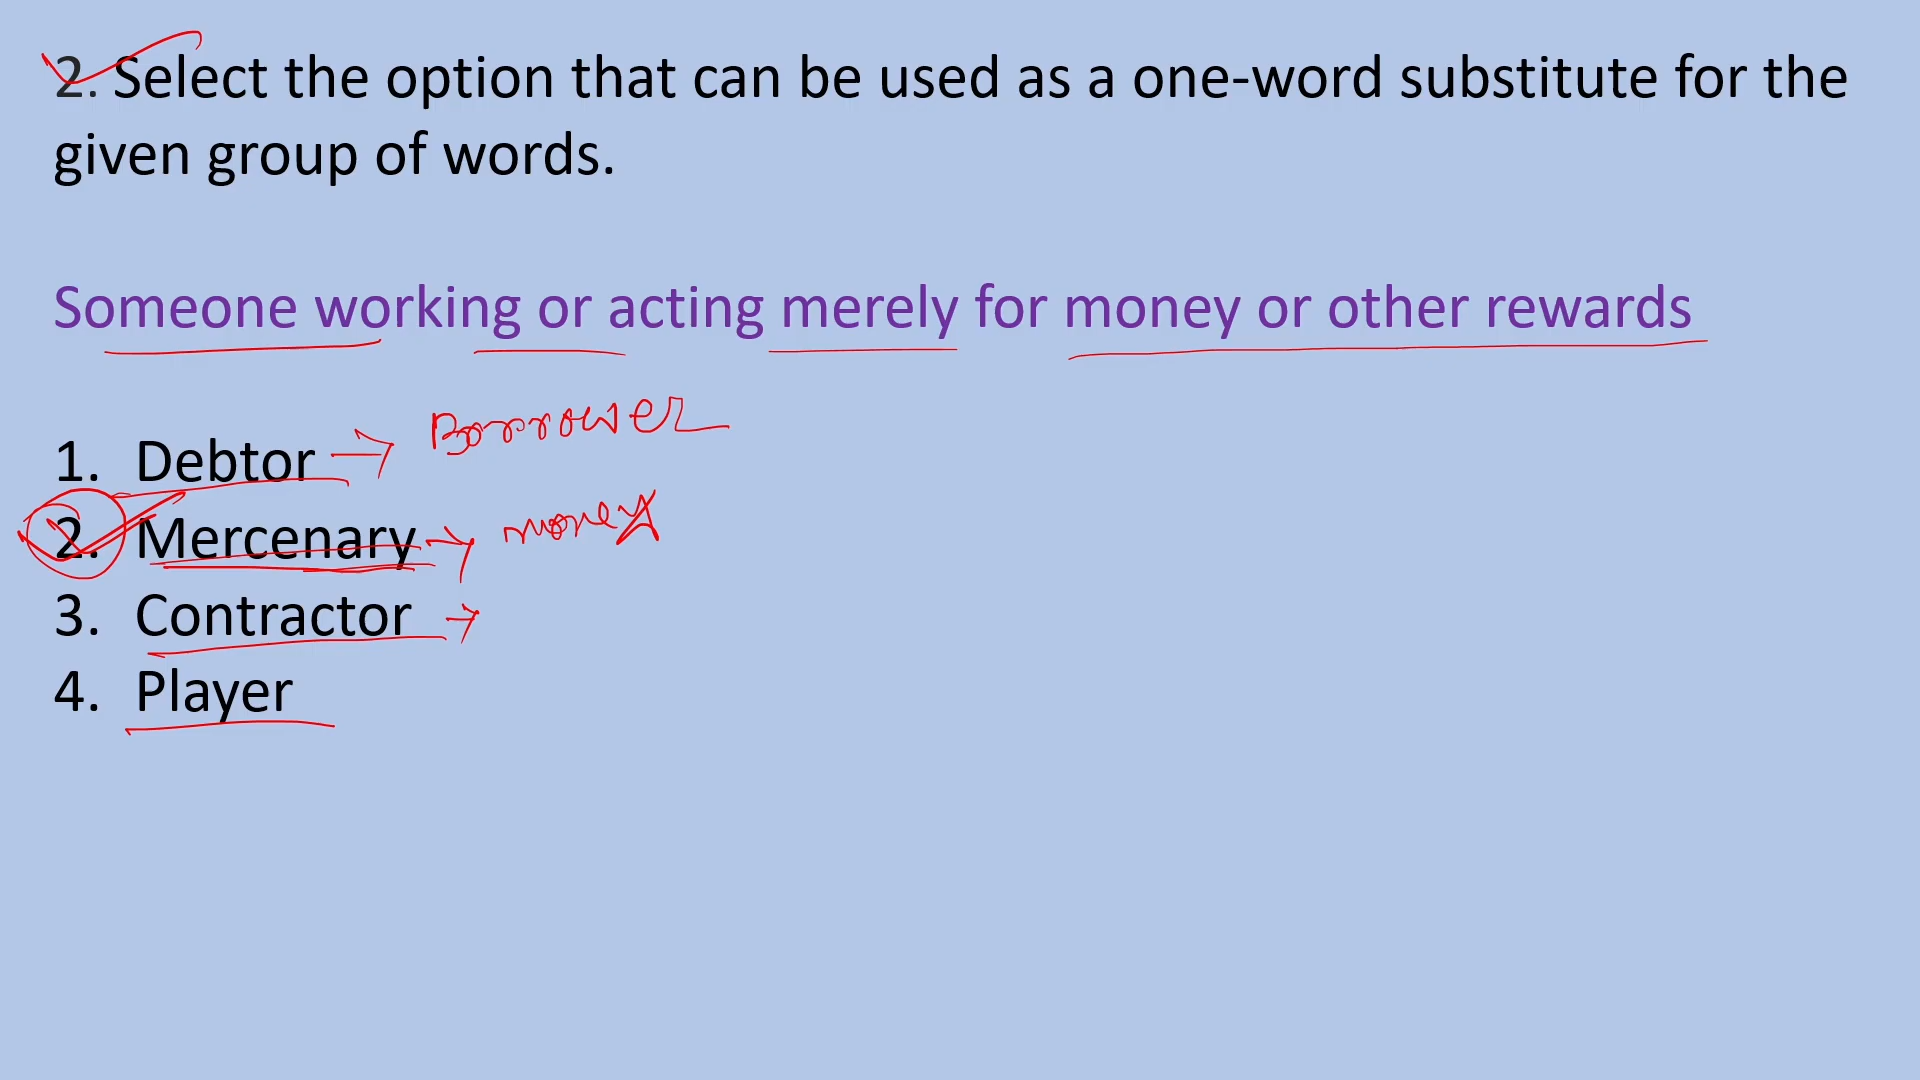 2. Select the option that can be used as a one-word substitute for the
given group of words.
Someone working or acting merely for money or other rewards
1. Debtor → Borrower
2. Mercenary → money
3. Contractor →
4. Player